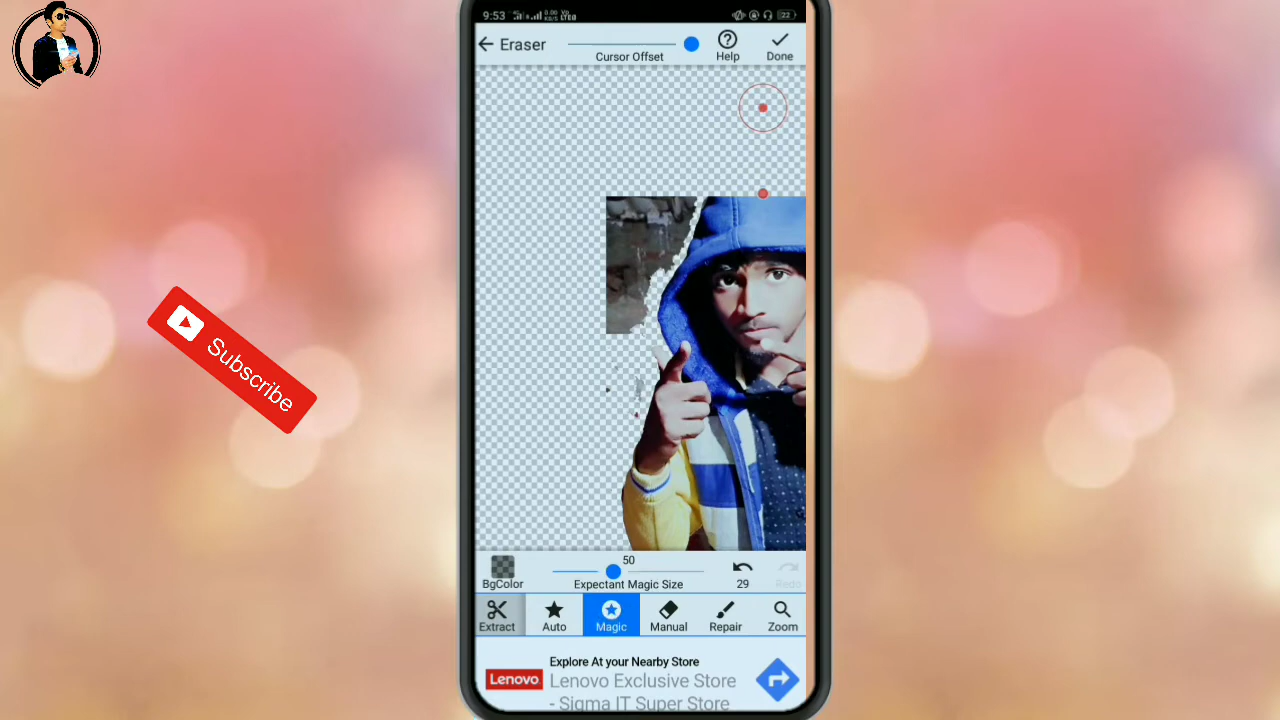 9:53
22
Eraser
Cursor Offset
Help
Done
Subscribe
50
BgColor
Expectant Magic Size
29
Redo
Extract
Auto
Magic
Manual
Repair
Zoom
Explore At your Nearby Store
Lenovo
Lenovo Exclusive Store
- Sigma IT Super Store